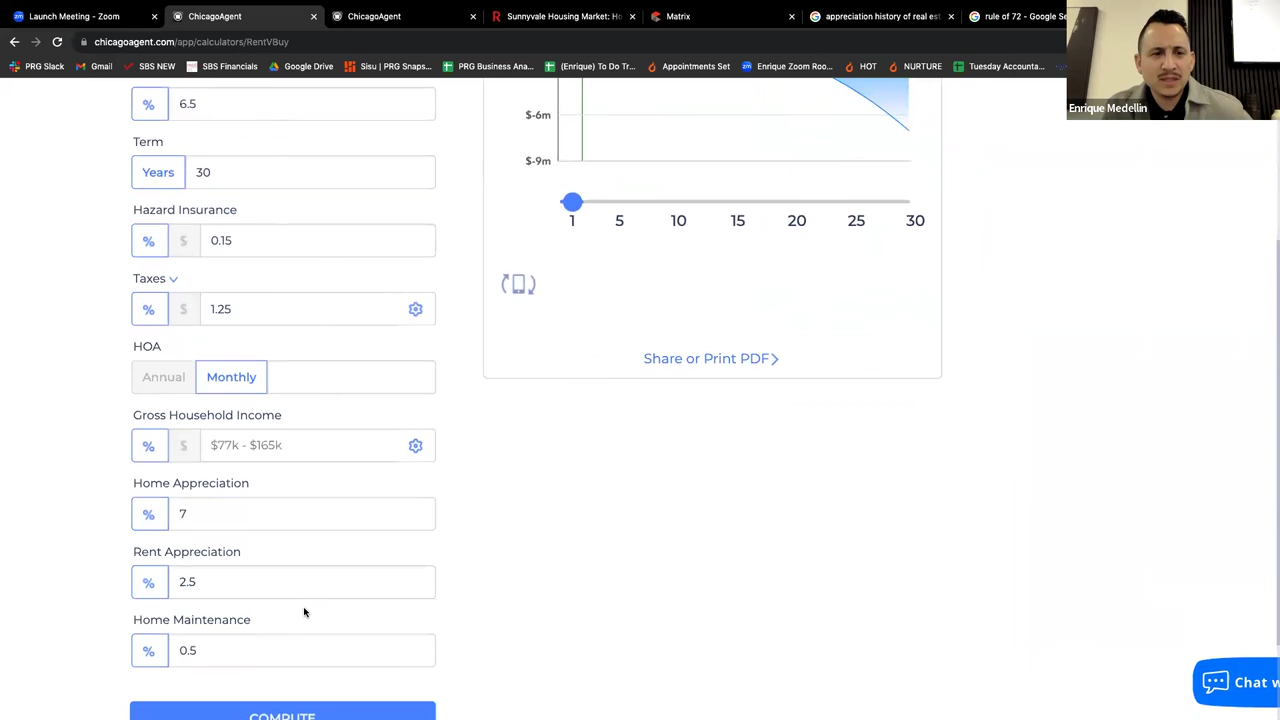 Launch Meeting - Zoom
ChicagoAgent
ChicagoAgent
Sunnyvale Housing Market: Ho
Matrix
appreciation history of real est
rule of 72 - Google Se
chicagoagent.com/app/calculators/RentVBuy
PRG Slack
Gmail
SBS NEW
SBS Financials
Google Drive
Sisu | PRG Snaps...
PRG Business Ana...
(Enrique) To Do Tr...
Appointments Set
Enrique Zoom Roo...
HOT
NURTURE
Tuesday Accounta...
Enrique Medellin
% 6.5
Term
Years 30
Hazard Insurance
% $ 0.15
Taxes
% $ 1.25
HOA
Annual Monthly
Gross Household Income
% $ $77k - $165k
Home Appreciation
% 7
Rent Appreciation
% 2.5
Home Maintenance
% 0.5
COMPUTE
$-6m
$-9m
1 5 10 15 20 25 30
Share or Print PDF
Chat w